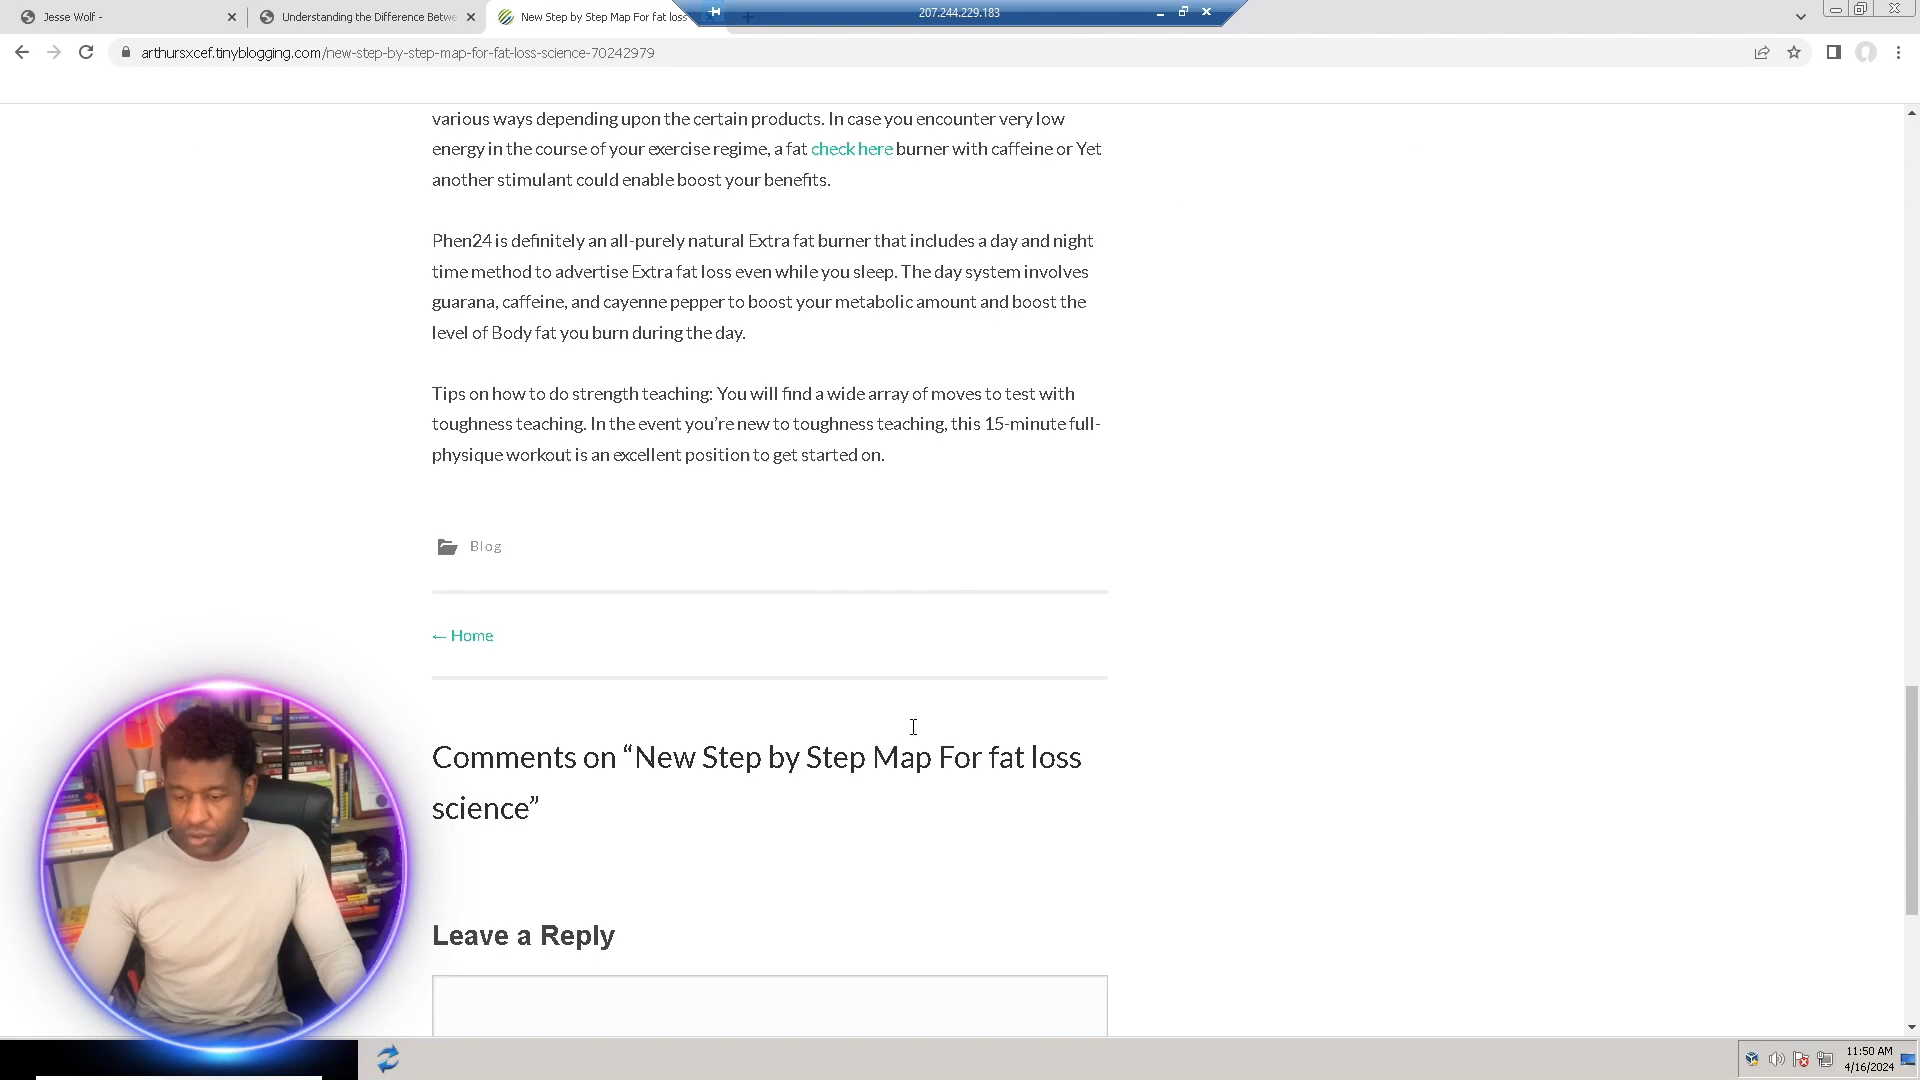 Jesse Wolf -
Understanding the Difference Betwe
New Step by Step Map For fat loss
207.244.229.183
arthursxcef.tinyblogging.com/new-step-by-step-map-for-fat-loss-science-70242979
various ways depending upon the certain products. In case you encounter very low
energy in the course of your exercise regime, a fat check here burner with caffeine or Yet
another stimulant could enable boost your benefits.
Phen24 is definitely an all-purely natural Extra fat burner that includes a day and night
time method to advertise Extra fat loss even while you sleep. The day system involves
guarana, caffeine, and cayenne pepper to boost your metabolic amount and boost the
level of Body fat you burn during the day.
Tips on how to do strength teaching: You will find a wide array of moves to test with
toughness teaching. In the event you’re new to toughness teaching, this 15-minute full-
physique workout is an excellent position to get started on.
Blog
← Home
Comments on “New Step by Step Map For fat loss
science”
Leave a Reply
11:50 AM
4/16/2024